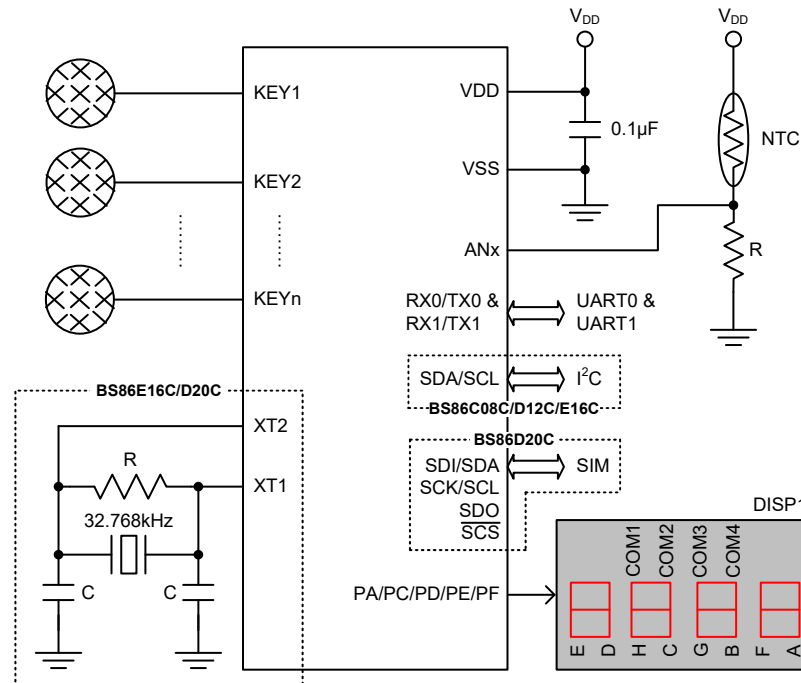 V_DD
V_DD
KEY1
VDD
0.1µF
NTC
VSS
KEY2
ANx
R
KEYn
RX0/TX0 &
RX1/TX1
UART0 &
UART1
SDA/SCL
I²C
BS86C08C/D12C/E16C
BS86E16C/D20C
XT2
BS86D20C
R
XT1
SDI/SDA
SCK/SCL
SDO
SCS
SIM
32.768kHz
DISP1
COM1
COM2
COM3
COM4
C
C
PA/PC/PD/PE/PF
E
D
H
C
G
B
F
A